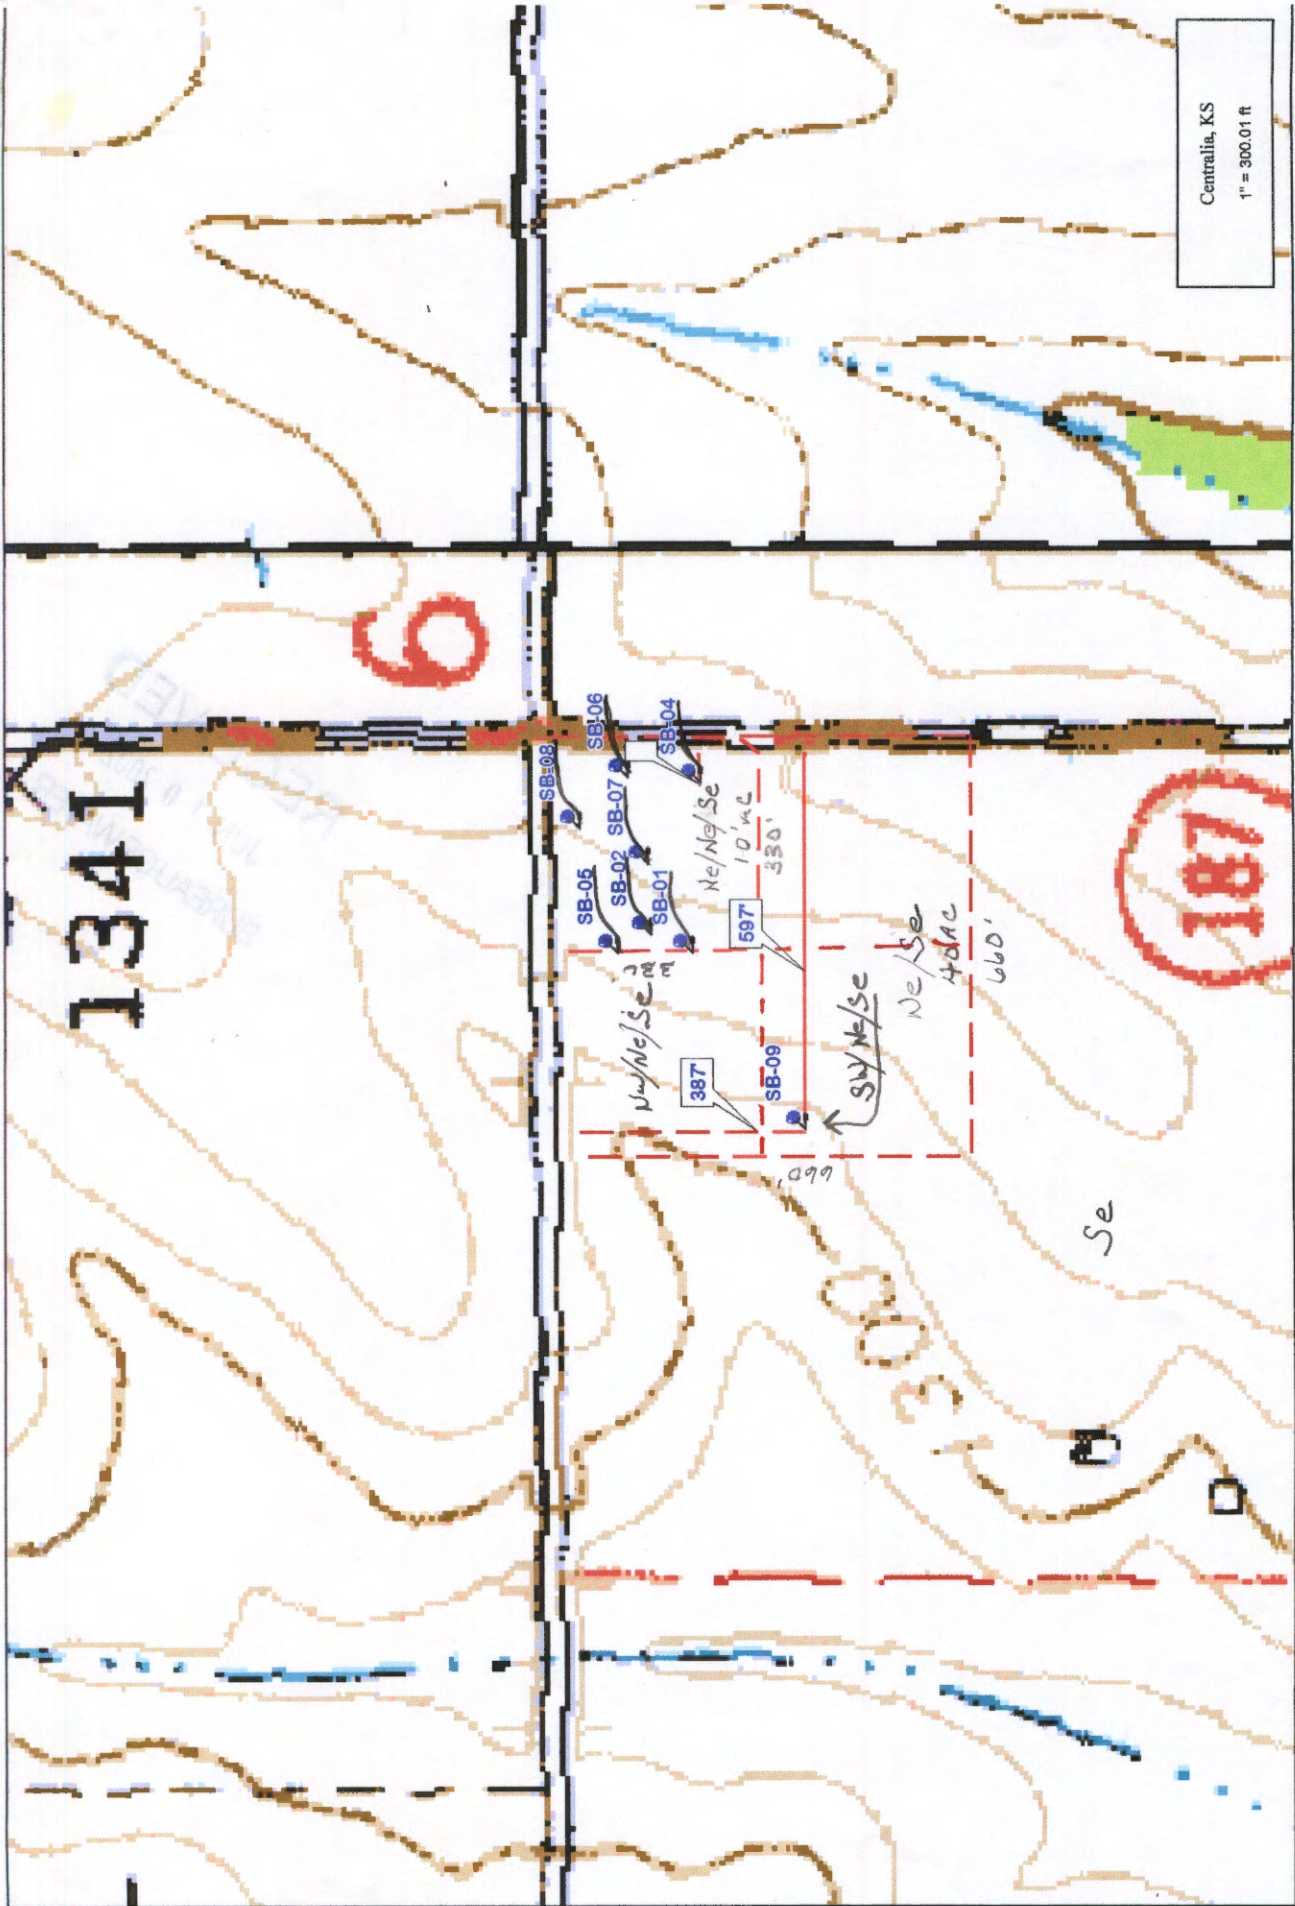 Centralia, KS
1" = 300.01 ft
1341
6
SB-08
SB-06
SB-04
SB-07
SB-02
SB-05
SB-01
Ne/Ne/Se
330'
597'
Nw/Ne/Se
387'
SB-09
SW/Ne/Se
Ne/Se
40AC
660'
660'
Se
1300
187